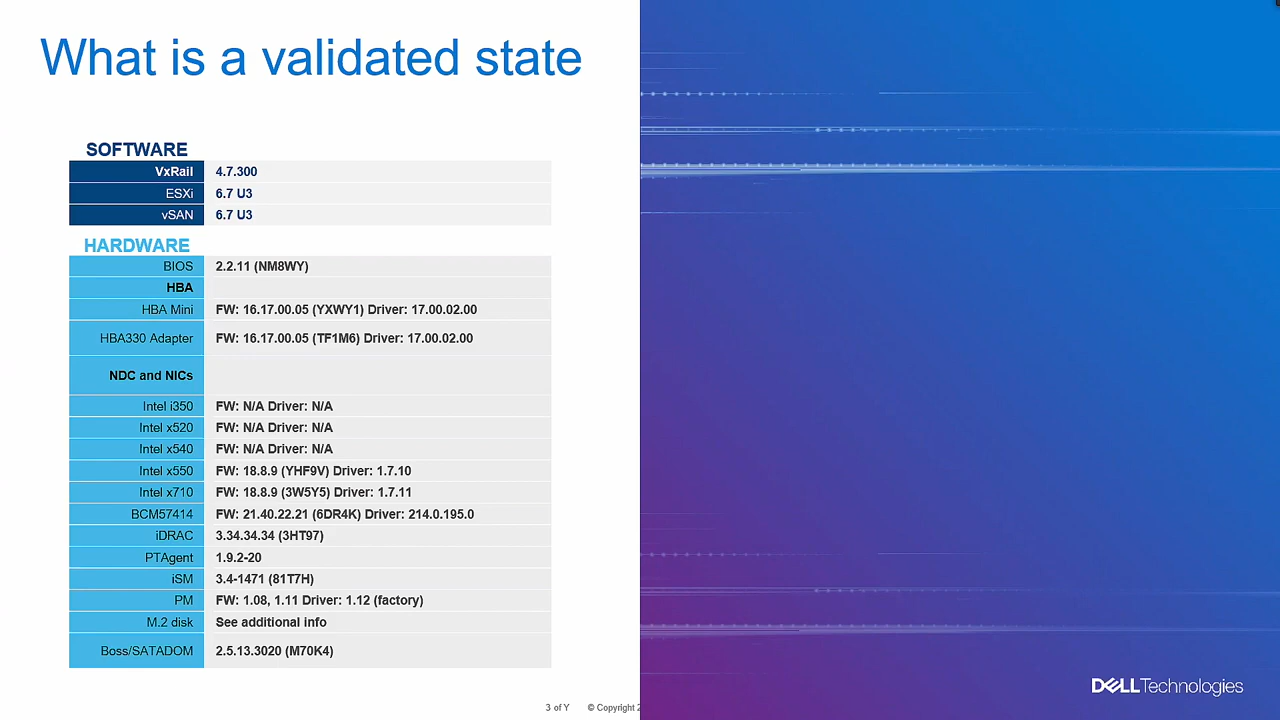 What is a validated state
SOFTWARE
VxRail 4.7.300
ESXi 6.7 U3
vSAN 6.7 U3
HARDWARE
BIOS 2.2.11 (NM8WY)
HBA
HBA Mini FW: 16.17.00.05 (YXWY1) Driver: 17.00.02.00
HBA330 Adapter FW: 16.17.00.05 (TF1M6) Driver: 17.00.02.00
NDC and NICs
Intel i350 FW: N/A Driver: N/A
Intel x520 FW: N/A Driver: N/A
Intel x540 FW: N/A Driver: N/A
Intel x550 FW: 18.8.9 (YHF9V) Driver: 1.7.10
Intel x710 FW: 18.8.9 (3W5Y5) Driver: 1.7.11
BCM57414 FW: 21.40.22.21 (6DR4K) Driver: 214.0.195.0
iDRAC 3.34.34.34 (3HT97)
PTAgent 1.9.2-20
iSM 3.4-1471 (81T7H)
PM FW: 1.08, 1.11 Driver: 1.12 (factory)
M.2 disk See additional info
Boss/SATADOM 2.5.13.3020 (M70K4)
DELL Technologies
3 of Y © Copyright